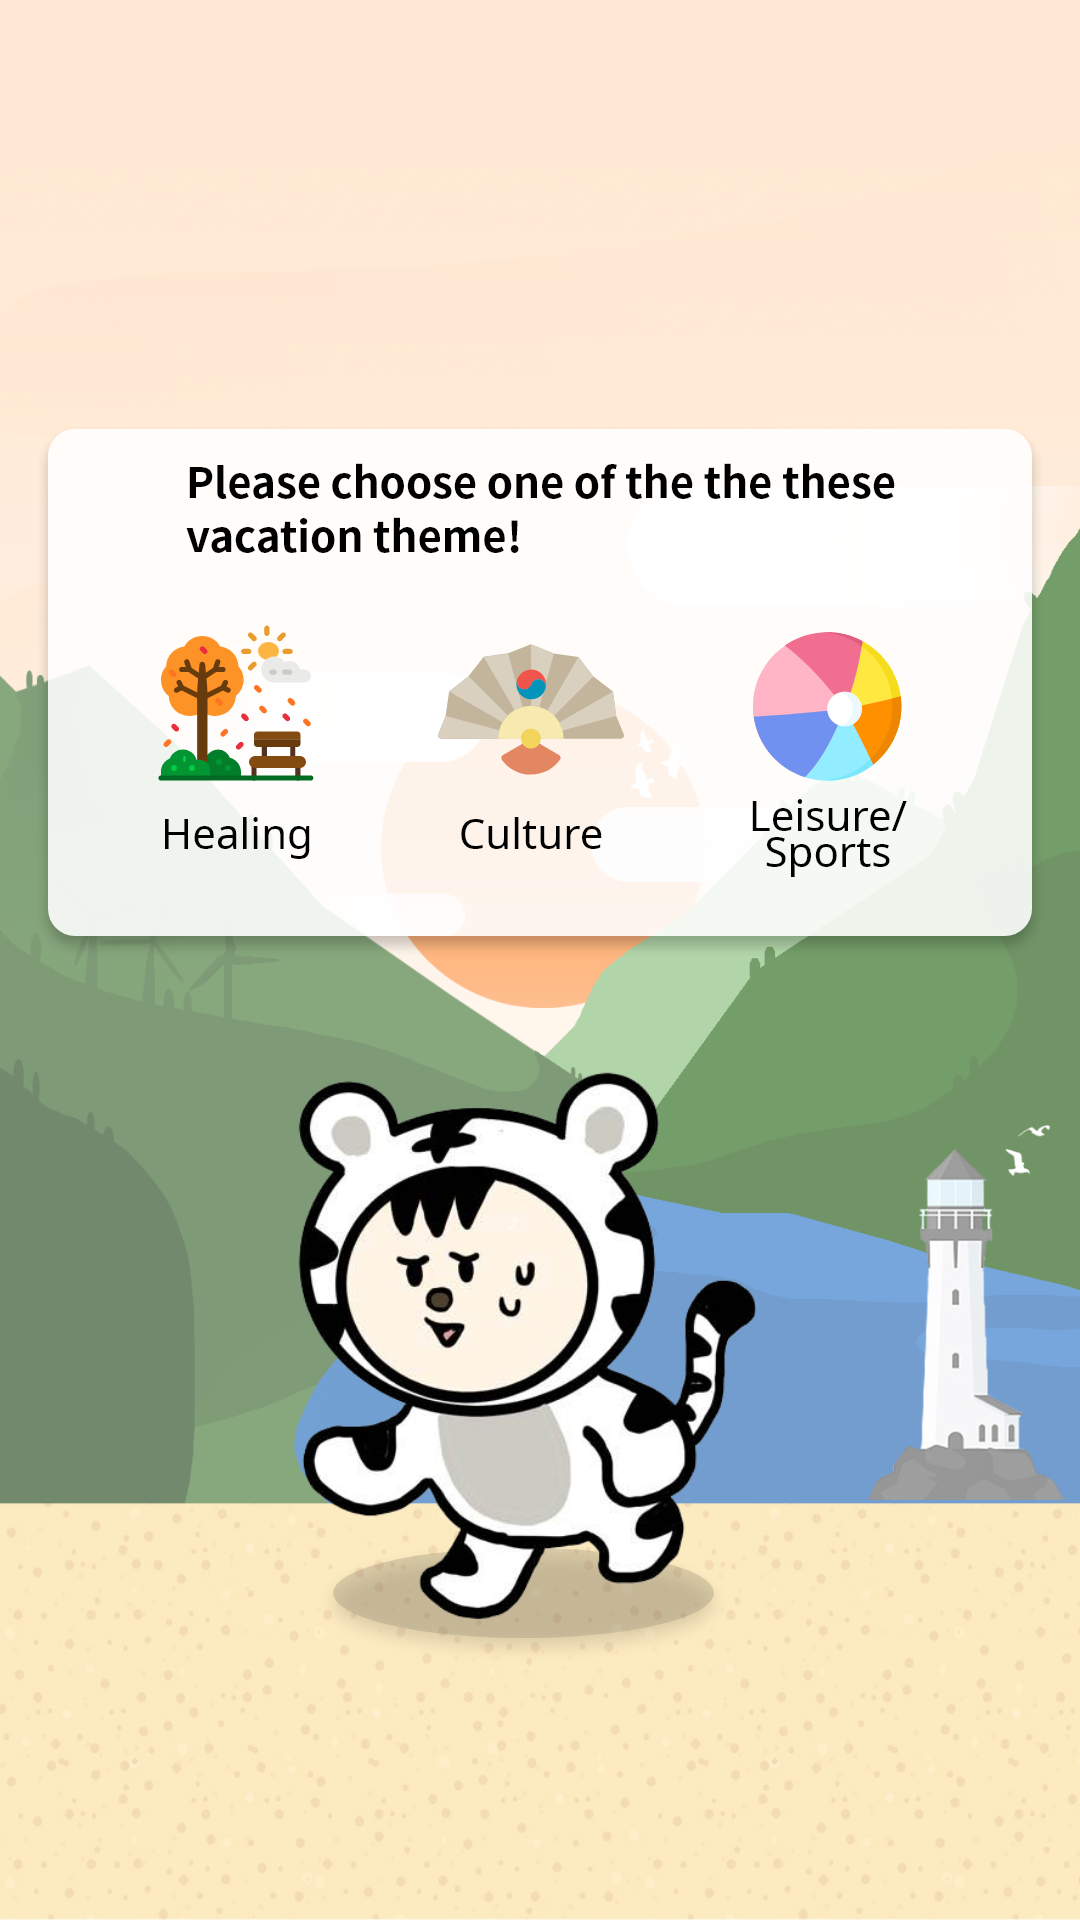 Please choose one of the the these
vacation theme!
Healing
Culture
Leisure/
Sports